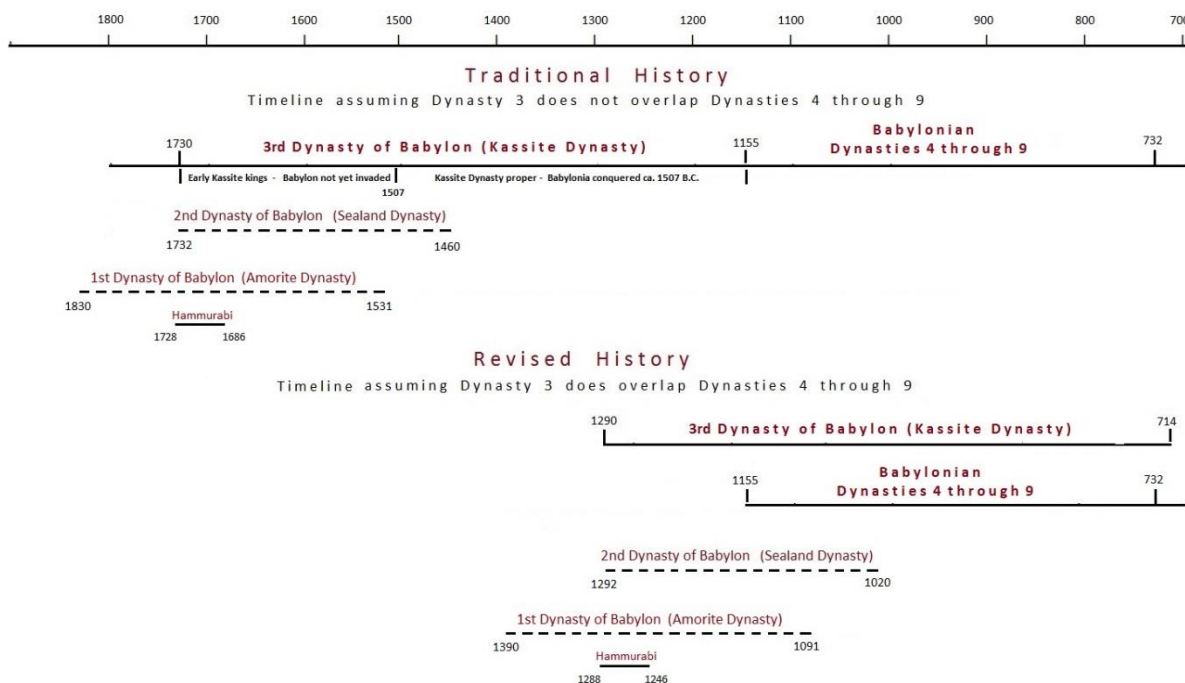 1800 1700 1600 1500 1400 1300 1200 1100 1000 900 800 700
Traditional History
Timeline assuming Dynasty 3 does not overlap Dynasties 4 through 9
1730 3rd Dynasty of Babylon (Kassite Dynasty) 1155 Babylonian 732
Dynasties 4 through 9
Early Kassite kings - Babylon not yet invaded Kassite Dynasty proper - Babylonia conquered ca. 1507 B.C.
1507
2nd Dynasty of Babylon (Sealand Dynasty)
1732 1460
1st Dynasty of Babylon (Amorite Dynasty)
1830 1531
Hammurabi
1728 1686
Revised History
Timeline assuming Dynasty 3 does overlap Dynasties 4 through 9
1290 3rd Dynasty of Babylon (Kassite Dynasty) 714
Babylonian
1155 Dynasties 4 through 9 732
2nd Dynasty of Babylon (Sealand Dynasty)
1292 1020
1st Dynasty of Babylon (Amorite Dynasty)
1390 1091
Hammurabi
1288 1246